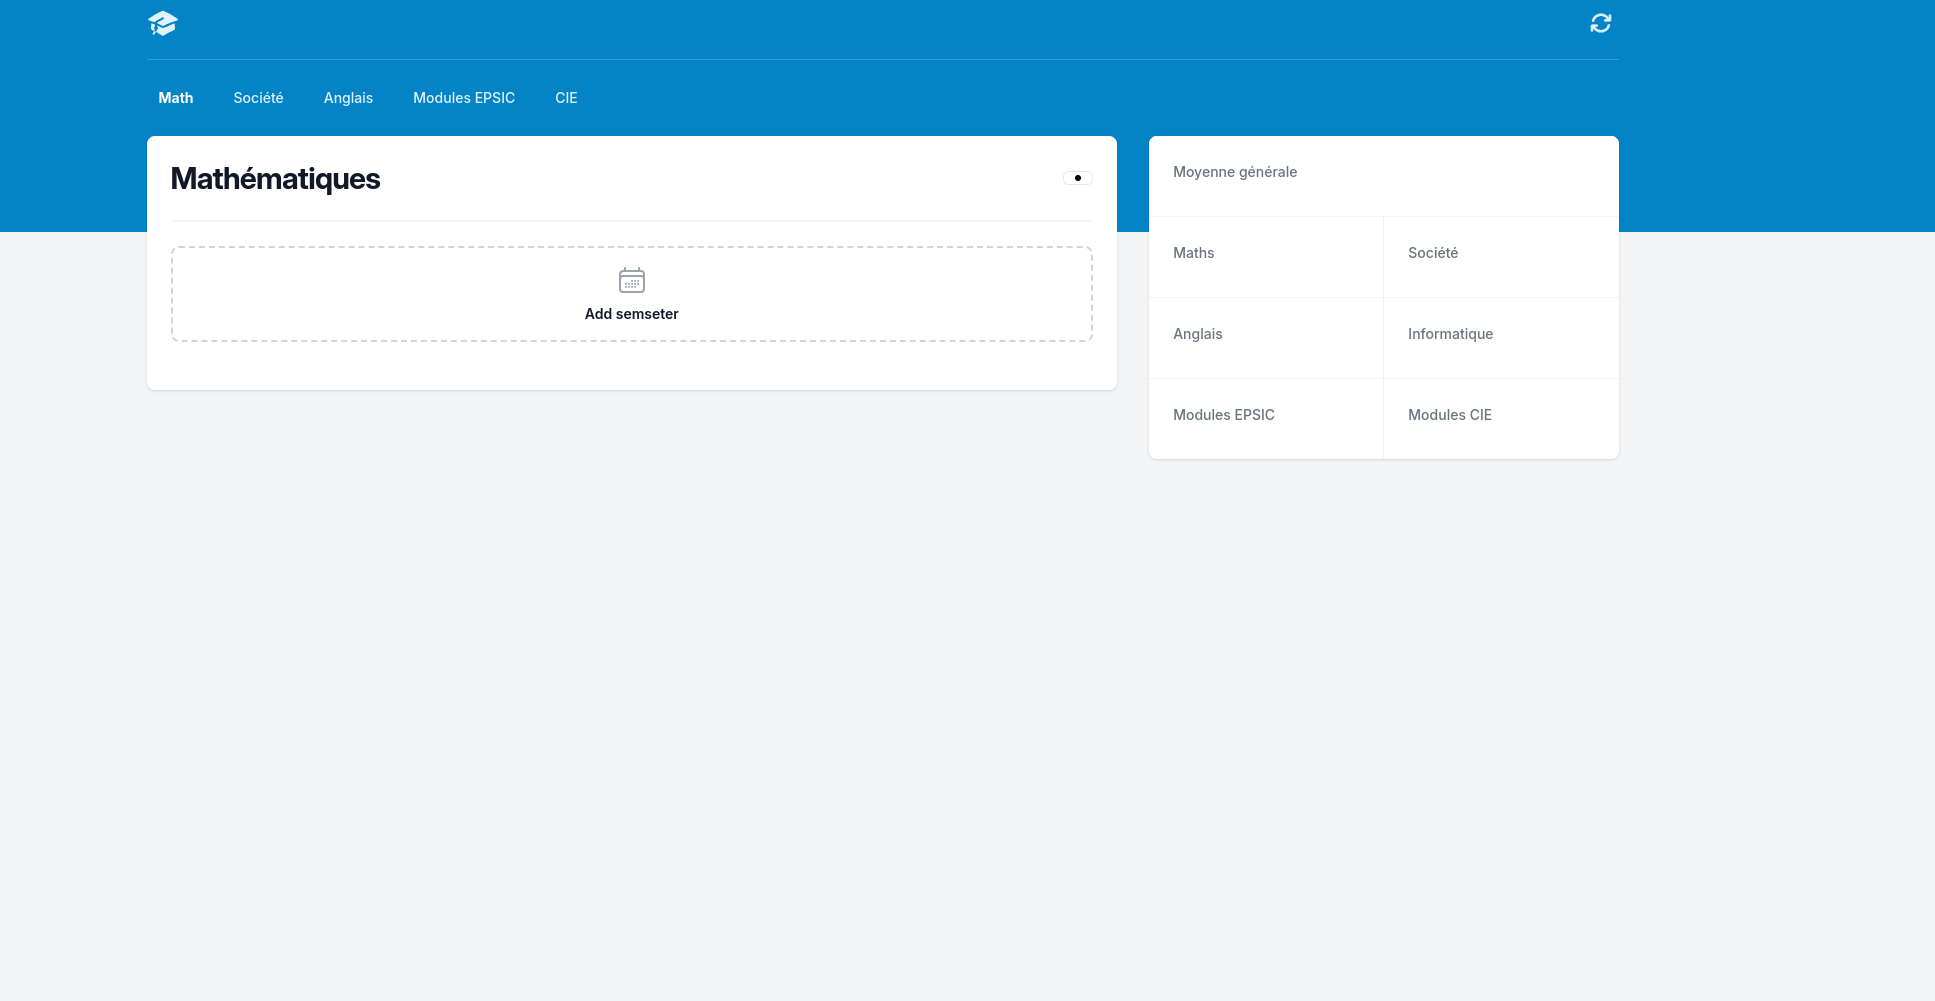 Math
Société
Anglais
Modules EPSIC
CIE
Mathématiques
Add semseter
Moyenne générale
Maths
Société
Anglais
Informatique
Modules EPSIC
Modules CIE